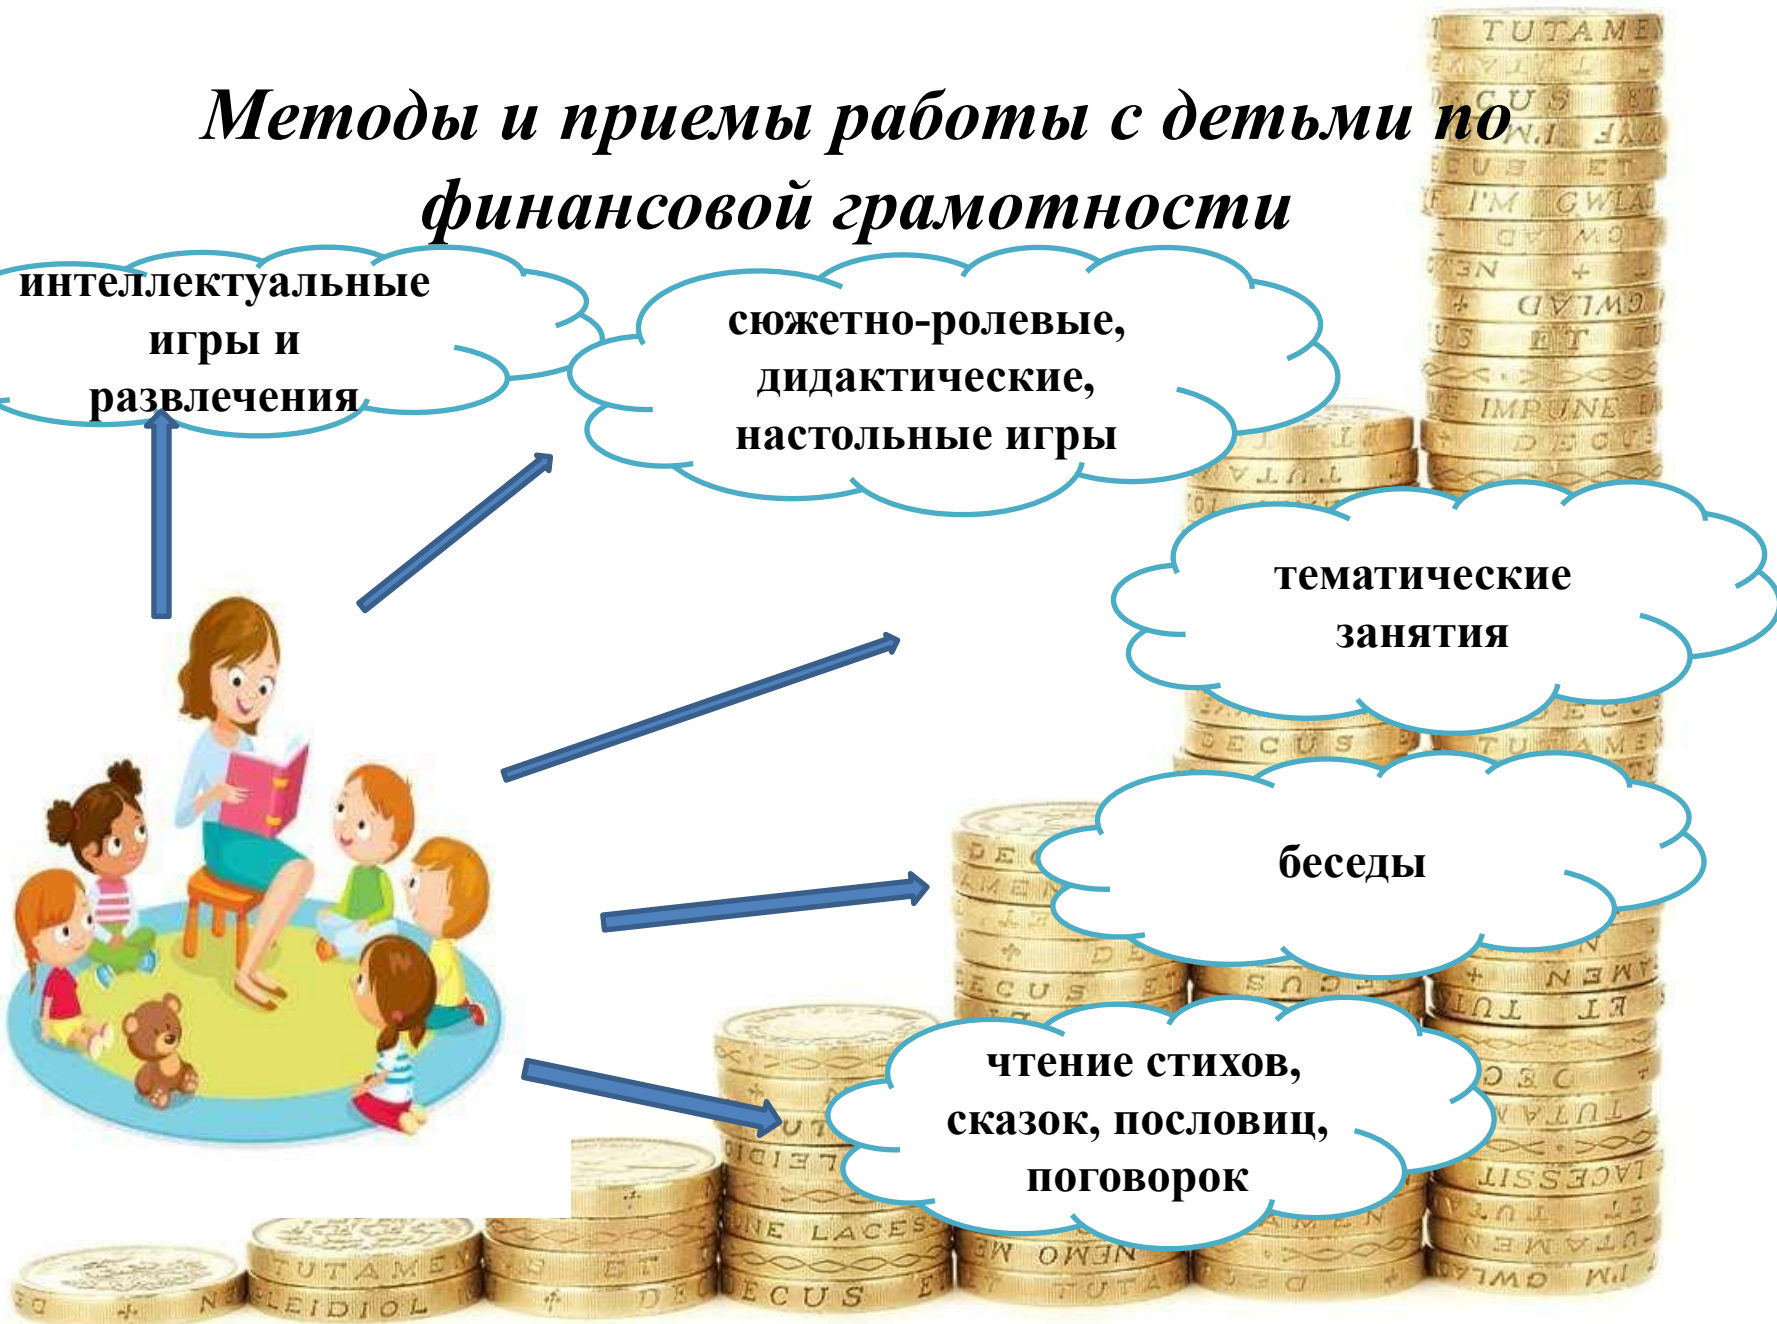 Методы и приемы работы с детьми по
финансовой грамотности
интеллектуальные
игры и
развлечения
сюжетно-ролевые,
дидактические,
настольные игры
тематические
занятия
беседы
чтение стихов,
сказок, пословиц,
поговорок